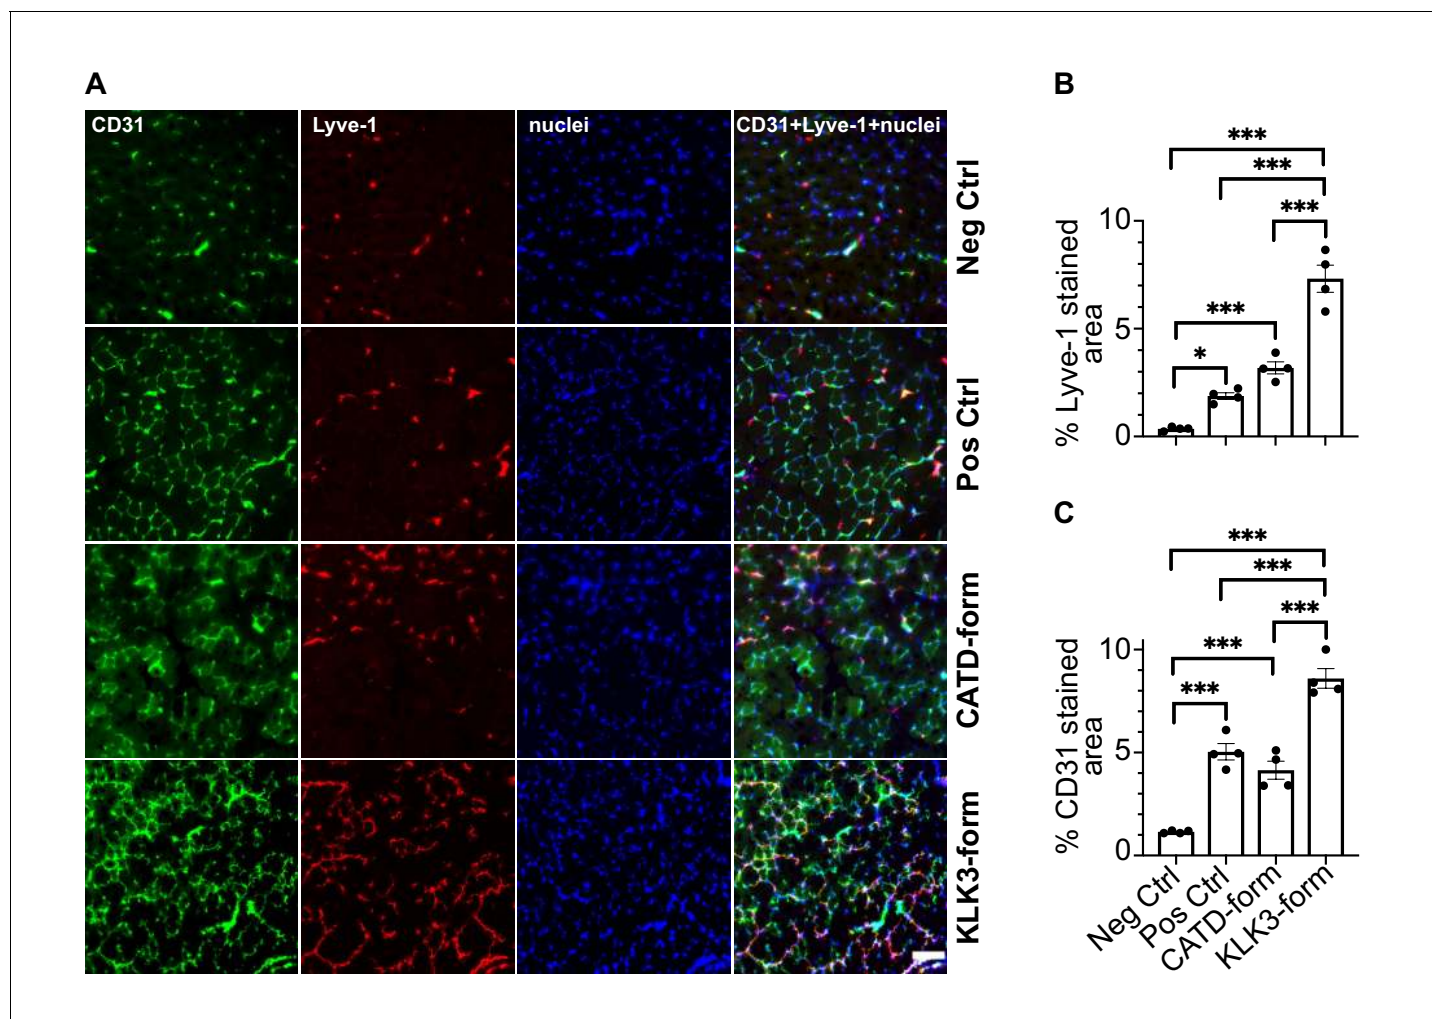 A
CD31
Lyve-1
nuclei
CD31+Lyve-1+nuclei
Neg Ctrl
Pos Ctrl
CATD-form
KLK3-form
B
***
***
***
***
*
10
5
0
% Lyve-1 stained
area
C
***
***
***
***
***
10
5
0
% CD31 stained
area
Neg Ctrl
Pos Ctrl
CATD-form
KLK3-form